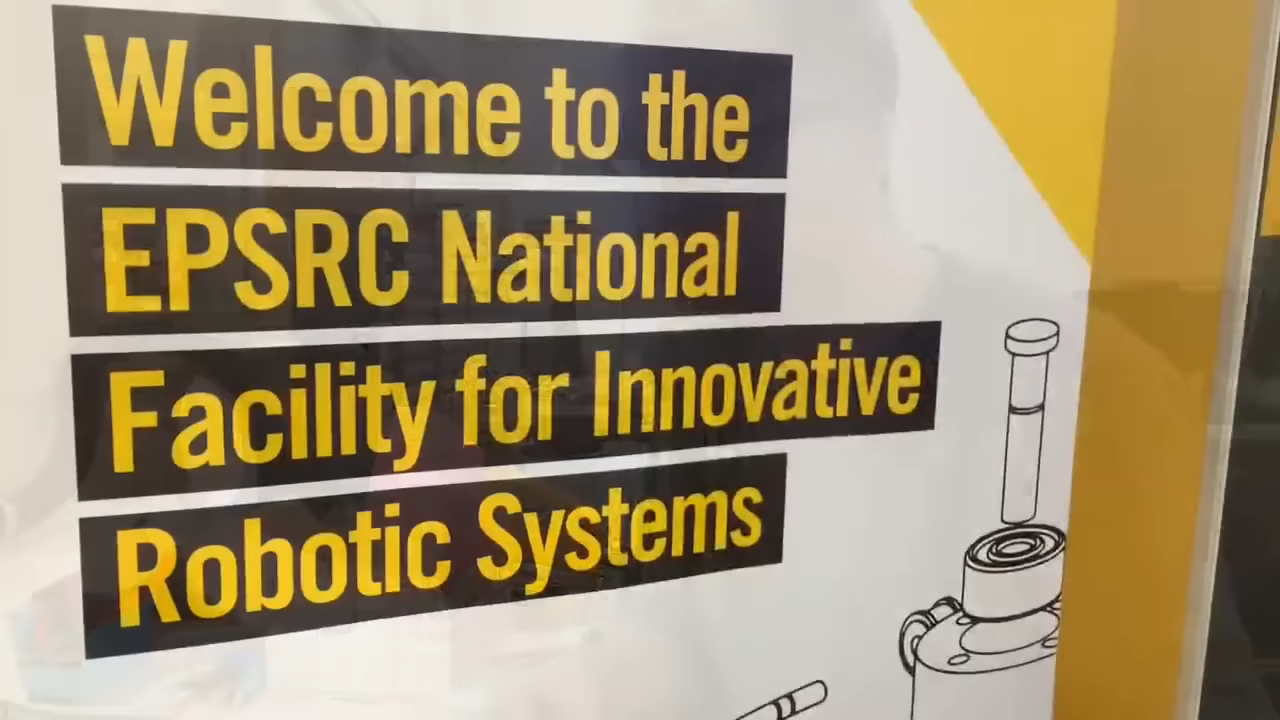 Welcome to the
EPSRC National
Facility for Innovative
Robotic Systems